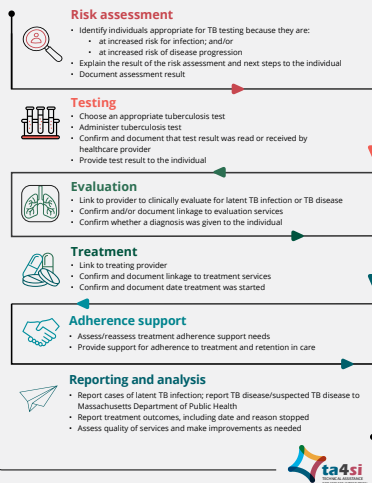 Risk assessment
• Identify individuals appropriate for TB testing because they are:
• at increased risk for infection; and/or
• at increased risk of disease progression
• Explain the result of the risk assessment and next steps to the individual
• Document assessment result
Testing
• Choose an appropriate tuberculosis test
• Administer tuberculosis test
• Confirm and document that test result was read or received by
healthcare provider
• Provide test result to the individual
Evaluation
• Link to provider to clinically evaluate for latent TB infection or TB disease
• Confirm and/or document linkage to evaluation services
• Confirm whether a diagnosis was given to the individual
Treatment
• Link to treating provider
• Confirm and document linkage to treatment services
• Confirm and document date treatment was started
Adherence support
• Assess/reassess treatment adherence support needs
• Provide support for adherence to treatment and retention in care
Reporting and analysis
• Report cases of latent TB infection; report TB disease/suspected TB disease to
Massachusetts Department of Public Health
• Report treatment outcomes, including date and reason stopped
• Assess quality of services and make improvements as needed
ta4si
TECHNICAL ASSISTANCE